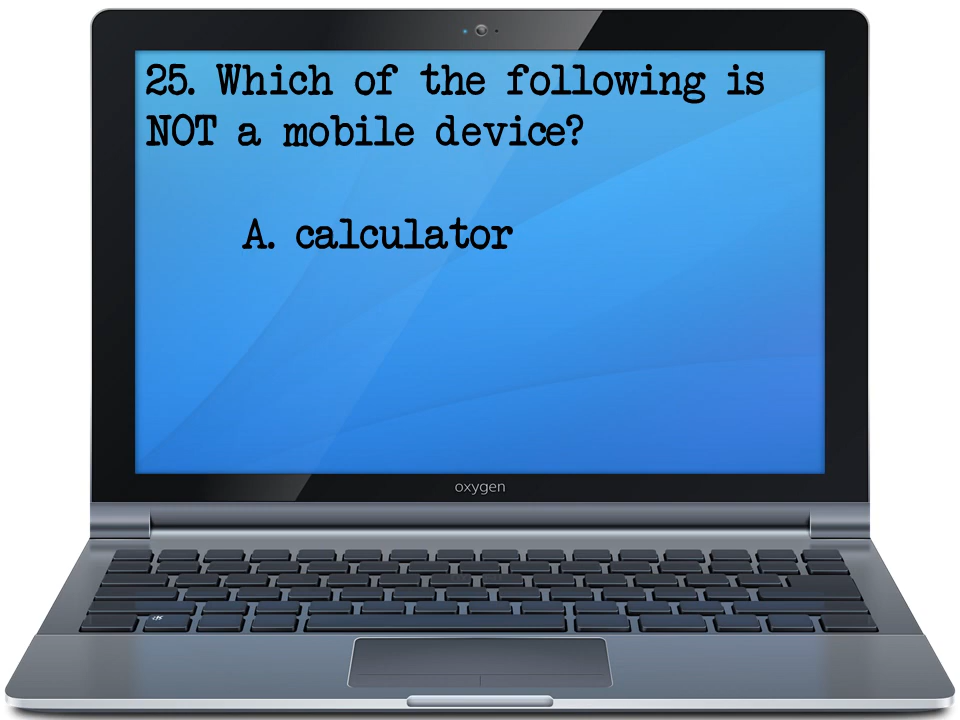 25. Which of the following is
NOT a mobile device?
A. calculator
oxygen